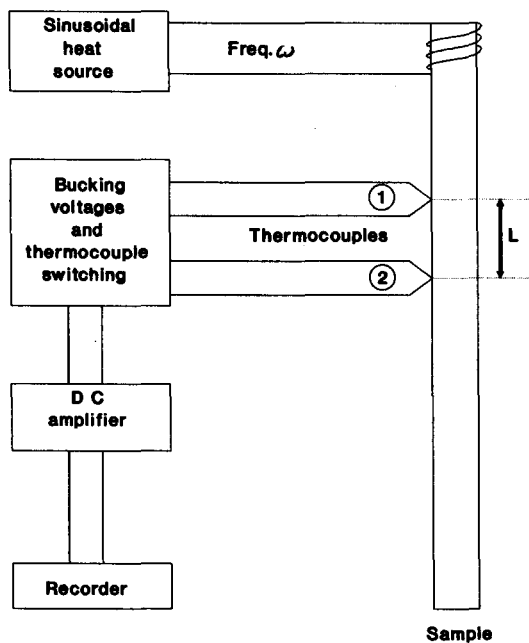 Sinusoidal
heat
source
Freq. ω
Bucking
voltages
and
thermocouple
switching
1
Thermocouples
2
L
D C
amplifier
Recorder
Sample